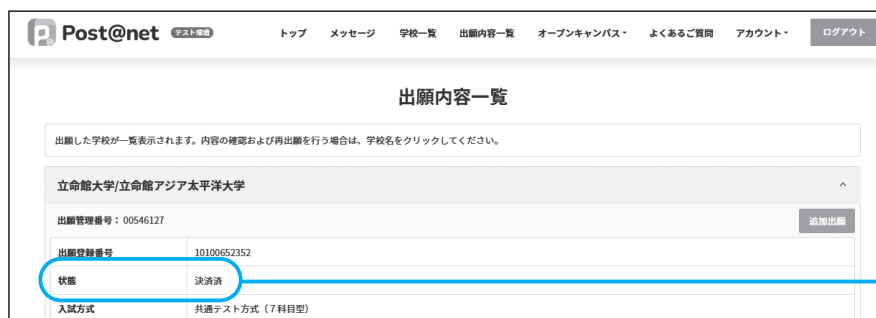 Post@net テスト環境 トップ メッセージ 学校一覧 出願内容一覧 オープンキャンパス よくあるご質問 アカウント ログアウト
出願内容一覧
出願した学校が一覧表示されます。内容の確認および再出願を行う場合は、学校名をクリックしてください。
立命館大学/立命館アジア太平洋大学
出願管理番号：00546127 追加出願
出願登録番号 10100652352
状態 決済済
入試方式 共通テスト方式（７科目型）